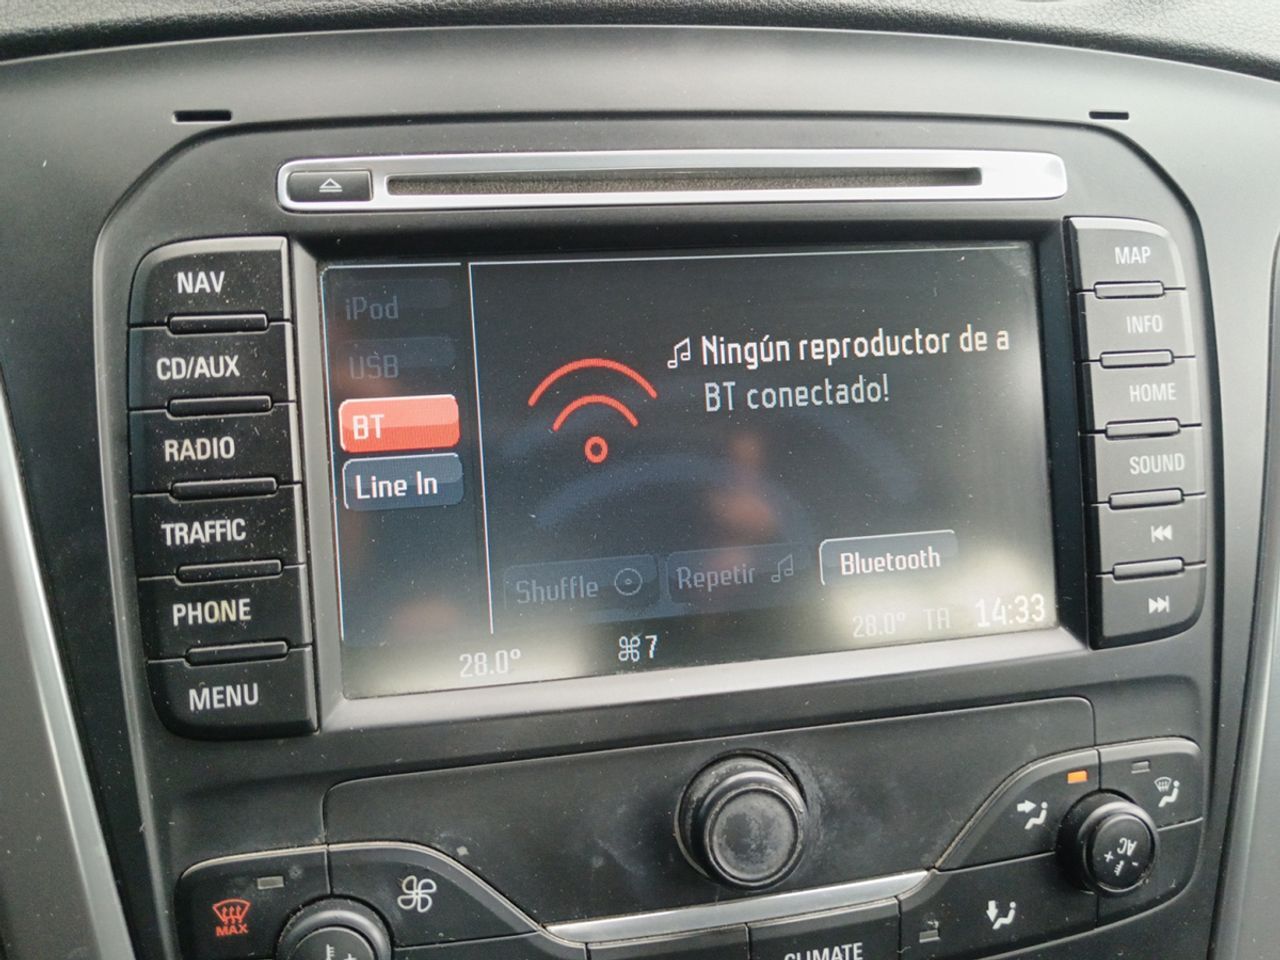 NAV
CD/AUX
RADIO
TRAFFIC
PHONE
MENU
iPod
USB
BT
Line In
Ningún reproductor de a
BT conectado!
Shuffle
Repetir
Bluetooth
28.0°
7
28.0° TA 14:33
MAP
INFO
HOME
SOUND
MAX
AC
CLIMATE